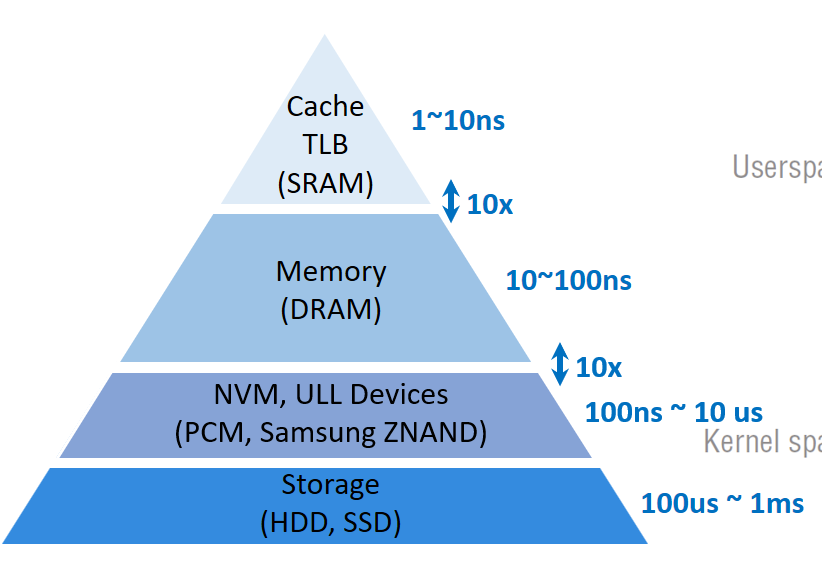 Cache
TLB
(SRAM)
1~10ns
Userspa
10x
Memory
(DRAM)
10~100ns
10x
NVM, ULL Devices
(PCM, Samsung ZNAND)
100ns ~ 10 us
Kernel spa
Storage
(HDD, SSD)
100us ~ 1ms